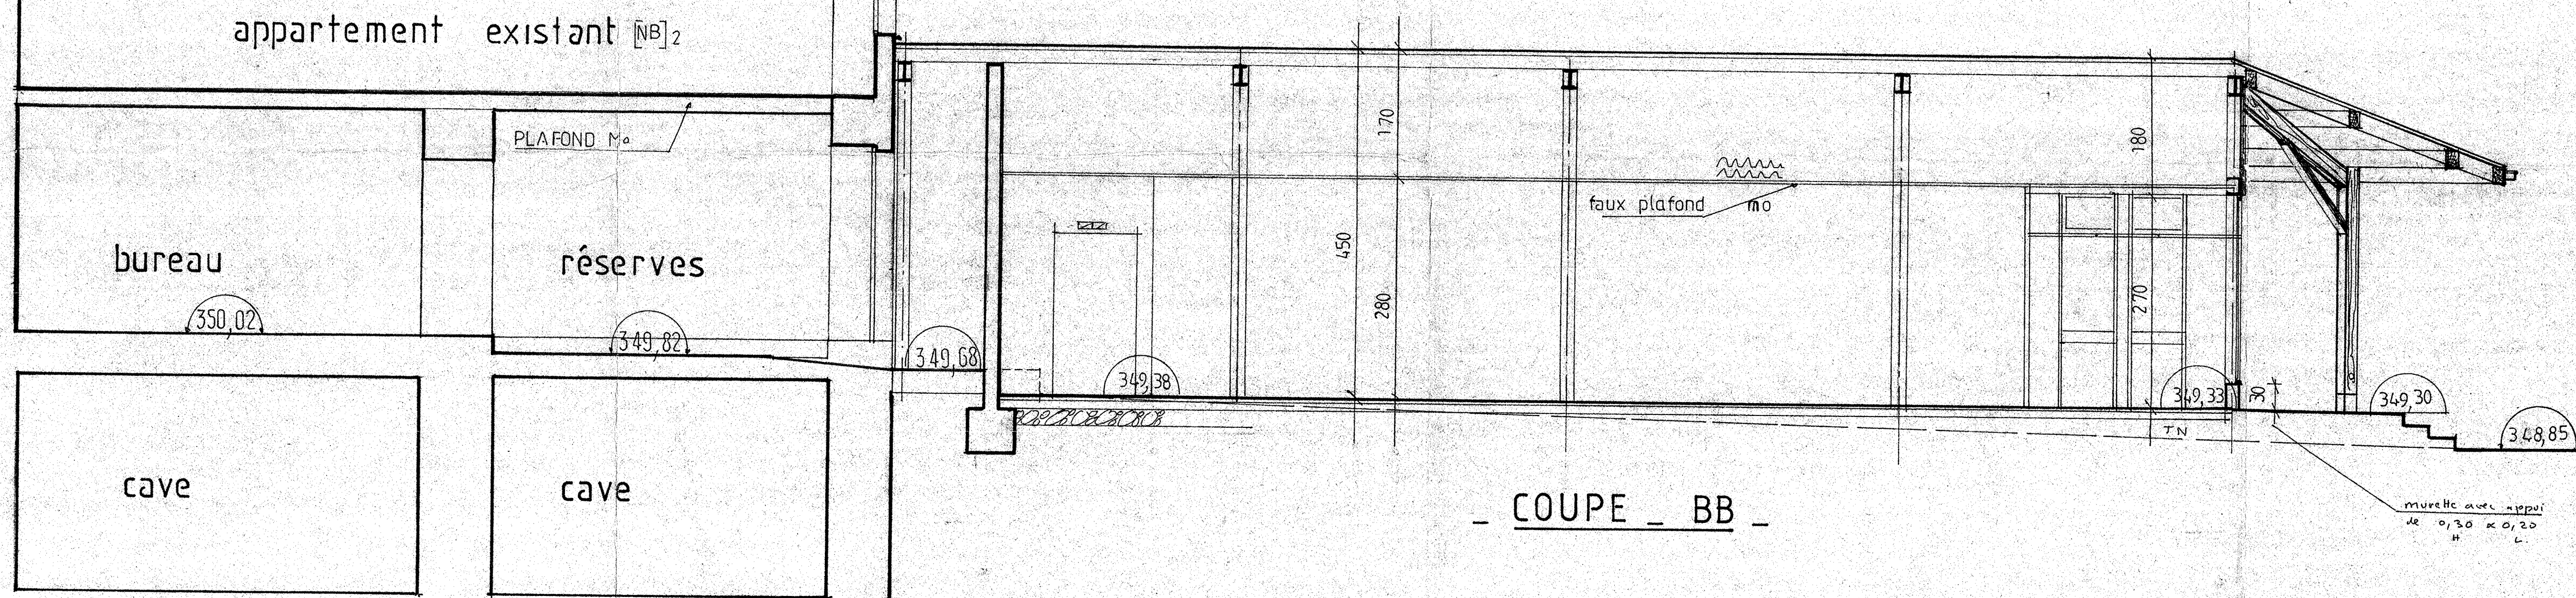 appartement existant [NB] 2
PLAFOND Mo
170
180
faux plafond mo
450
bureau
réserves
280
270
350,02
349,82
349,68
349,38
349,33
30
349,30
348,85
TN
cave
cave
_ COUPE _ BB _
murette avec appui
de 0,30 x 0,20
H L.